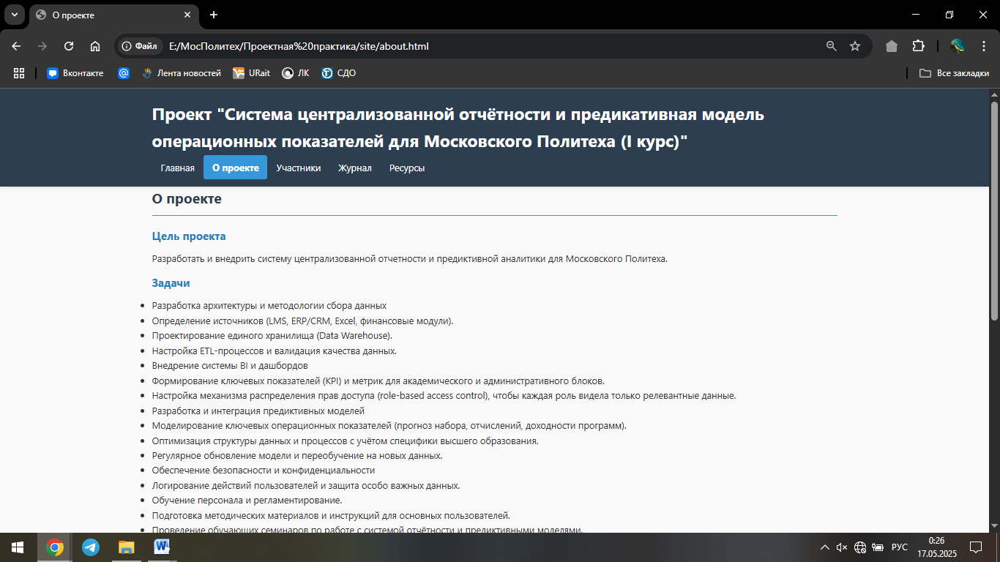 О проекте
Файл
E:/МосПолитех/Проектная%20практика/site/about.html
Вконтакте
Лента новостей
URait
ЛК
СДО
Все закладки
Проект "Система централизованной отчётности и предикативная модель
операционных показателей для Московского Политеха (I курс)"
Главная
О проекте
Участники
Журнал
Ресурсы
О проекте
Цель проекта
Разработать и внедрить систему централизованной отчетности и предиктивной аналитики для Московского Политеха.
Задачи
Разработка архитектуры и методологии сбора данных
Определение источников (LMS, ERP/CRM, Excel, финансовые модули).
Проектирование единого хранилища (Data Warehouse).
Настройка ETL-процессов и валидация качества данных.
Внедрение системы BI и дашбордов
Формирование ключевых показателей (KPI) и метрик для академического и административного блоков.
Настройка механизма распределения прав доступа (role-based access control), чтобы каждая роль видела только релевантные данные.
Разработка и интеграция предиктивных моделей
Моделирование ключевых операционных показателей (прогноз набора, отчислений, доходности программ).
Оптимизация структуры данных и процессов с учётом специфики высшего образования.
Регулярное обновление модели и переобучение на новых данных.
Обеспечение безопасности и конфиденциальности
Логирование действий пользователей и защита особо важных данных.
Обучение персонала и регламентирование.
Подготовка методических материалов и инструкций для основных пользователей.
Проведение обучающих семинаров по работе с системой отчётности и предиктивными моделями.
РУС
0:26
17.05.2025